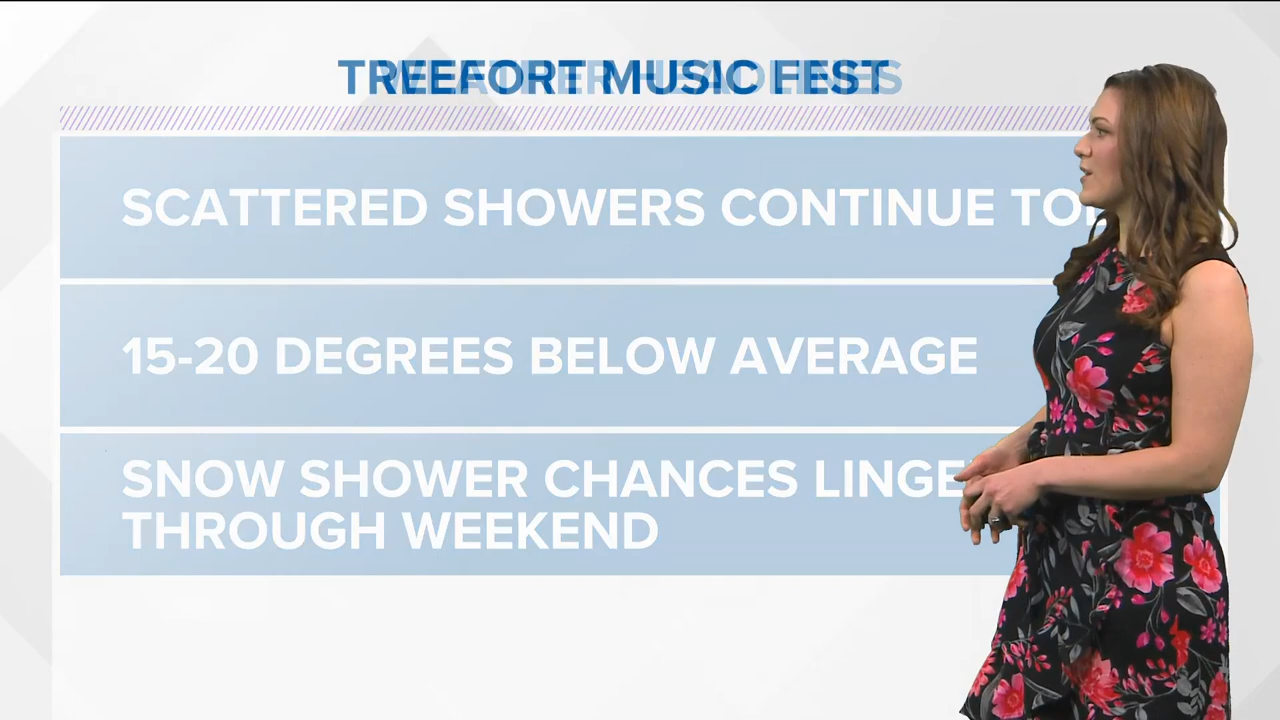 TREEFORT MUSIC FEST
SCATTERED SHOWERS CONTINUE
15-20 DEGREES BELOW AVERAGE
SNOW SHOWER CHANCES
THROUGH WEEKEND